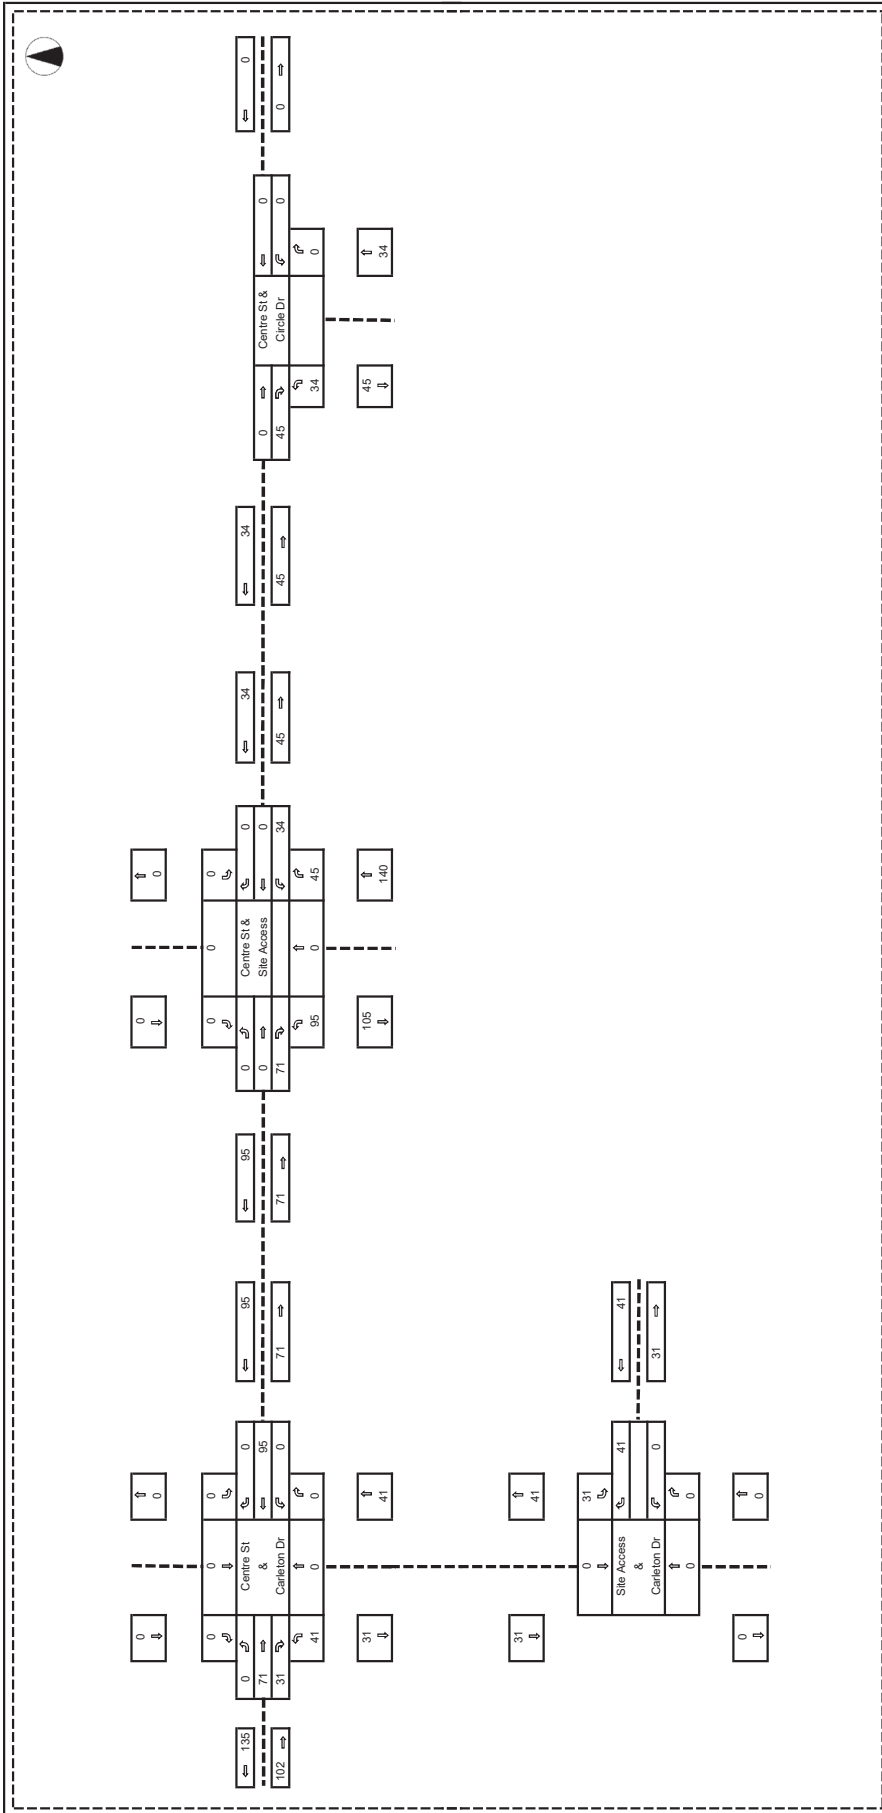 0 0 0 0
0 0 0 0 0 0
135 0 Centre St 0 95 95 0 Centre St & 0 34 34 0
71 & 95 0 Site Access 0 0 Centre St & 0
102 31 Carleton Dr 0 71 71 71 34 45 45 45 Circle Dr 0 0
41 0 0 95 0 45 34 0
31 41 105 140 45 34
31 41
0 31
Site Access 41 41
&
Carleton Dr 0 31
0 0
0 0